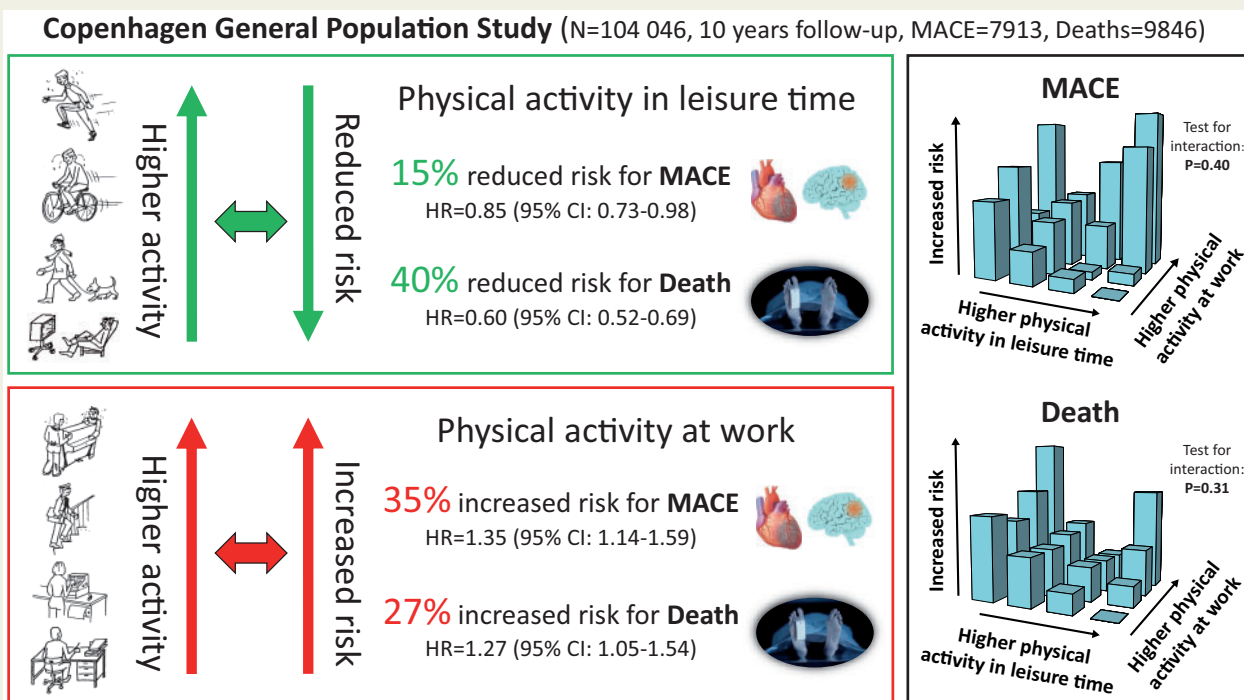 Copenhagen General Population Study (N=104 046, 10 years follow-up, MACE=7913, Deaths=9846)
Higher activity
Reduced risk
Physical activity in leisure time
15% reduced risk for MACE
HR=0.85 (95% CI: 0.73-0.98)
40% reduced risk for Death
HR=0.60 (95% CI: 0.52-0.69)
Higher activity
Increased risk
Physical activity at work
35% increased risk for MACE
HR=1.35 (95% CI: 1.14-1.59)
27% increased risk for Death
HR=1.27 (95% CI: 1.05-1.54)
MACE
Test for
interaction:
P=0.40
Increased risk
Higher physical
activity in leisure time
Higher physical
activity at work
Death
Test for
interaction:
P=0.31
Increased risk
Higher physical
activity in leisure time
Higher physical
activity at work